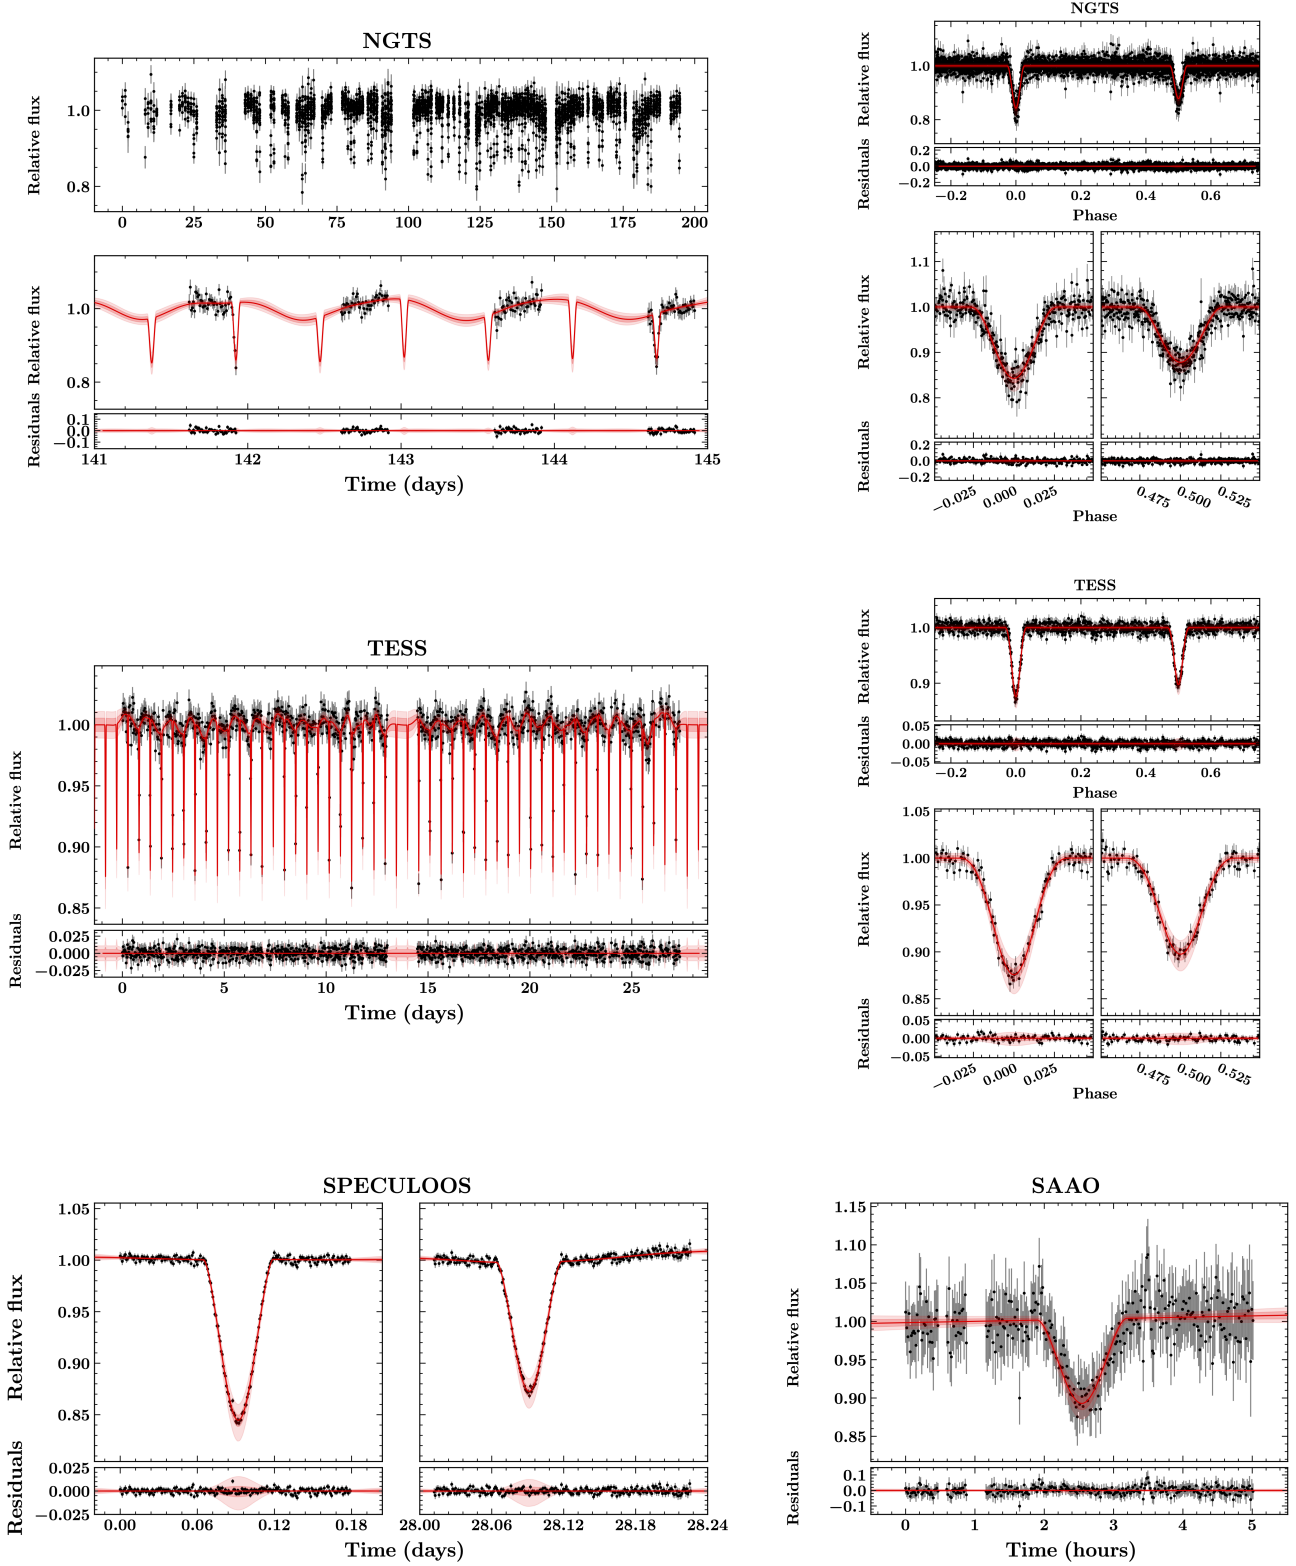 NGTS
Relative flux
1.0
0.8
0 25 50 75 100 125 150 175 200
Relative flux
1.0
0.8
Residuals
0.1
0.0
−0.1
141 142 143 144 145
Time (days)
NGTS
Relative flux
1.0
0.8
Residuals
0.2
0.0
−0.2
−0.2 0.0 0.2 0.4 0.6
Phase
Relative flux
1.1
1.0
0.9
0.8
Residuals
0.2
0.0
−0.2
−0.025 0.000 0.025 0.475 0.500 0.525
Phase
TESS
Relative flux
1.00
0.95
0.90
0.85
Residuals
0.025
0.000
−0.025
0 5 10 15 20 25
Time (days)
TESS
Relative flux
1.0
0.9
Residuals
0.05
0.00
−0.05
−0.2 0.0 0.2 0.4 0.6
Phase
Relative flux
1.05
1.00
0.95
0.90
0.85
Residuals
0.05
0.00
−0.05
−0.025 0.000 0.025 0.475 0.500 0.525
Phase
SPECULOOS
Relative flux
1.05
1.00
0.95
0.90
0.85
Residuals
0.025
0.000
−0.025
0.00 0.06 0.12 0.18 28.00 28.06 28.12 28.18 28.24
Time (days)
SAAO
Relative flux
1.15
1.10
1.05
1.00
0.95
0.90
0.85
Residuals
0.1
0.0
−0.1
0 1 2 3 4 5
Time (hours)